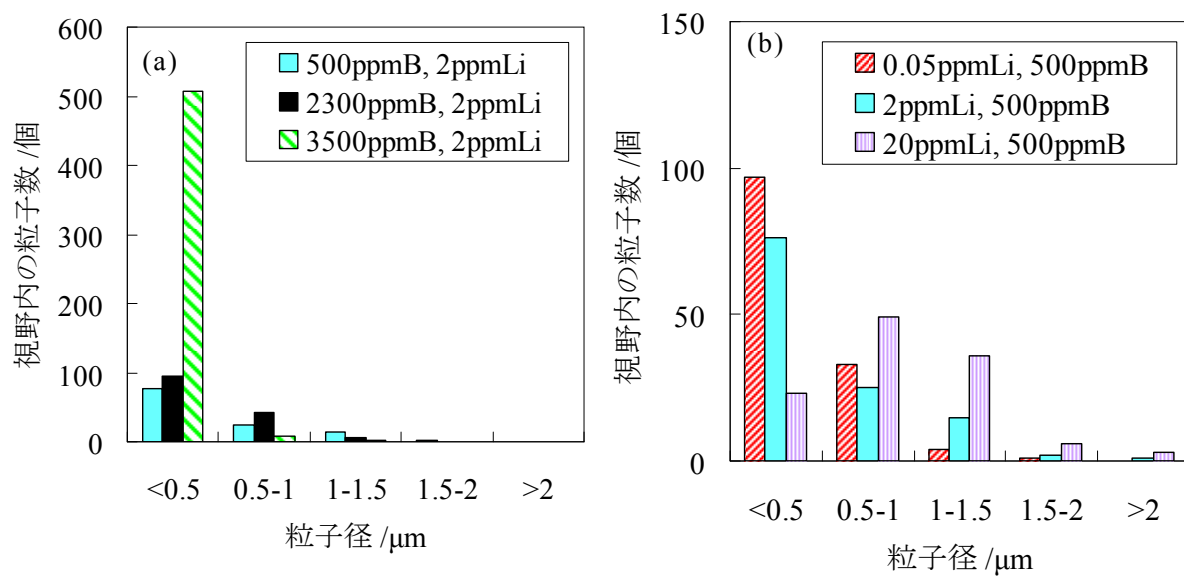 600
500
400
300
200
100
0
視野内の粒子数 /個
(a)
500ppmB, 2ppmLi
2300ppmB, 2ppmLi
3500ppmB, 2ppmLi
<0.5 0.5-1 1-1.5 1.5-2 >2
粒子径 /μm
150
100
50
0
視野内の粒子数 /個
(b)
0.05ppmLi, 500ppmB
2ppmLi, 500ppmB
20ppmLi, 500ppmB
<0.5 0.5-1 1-1.5 1.5-2 >2
粒子径 /μm